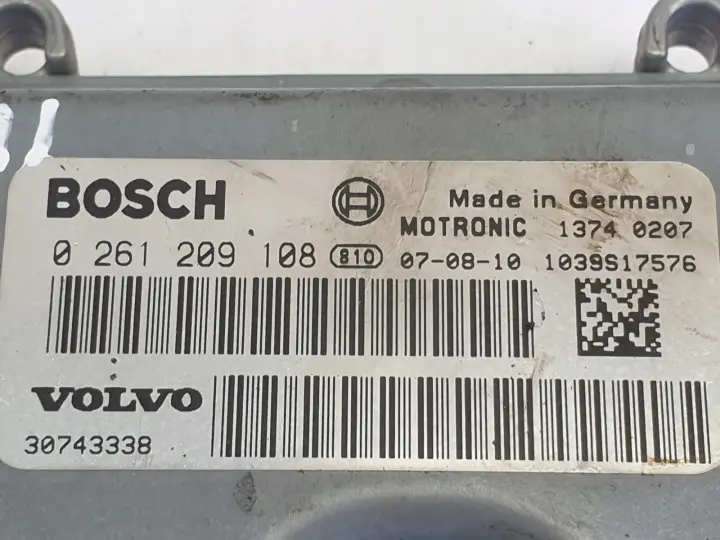 BOSCH Made in Germany
MOTRONIC 1374 0207
0 261 209 108 810 07-08-10 1039S17576
VOLVO
30743338